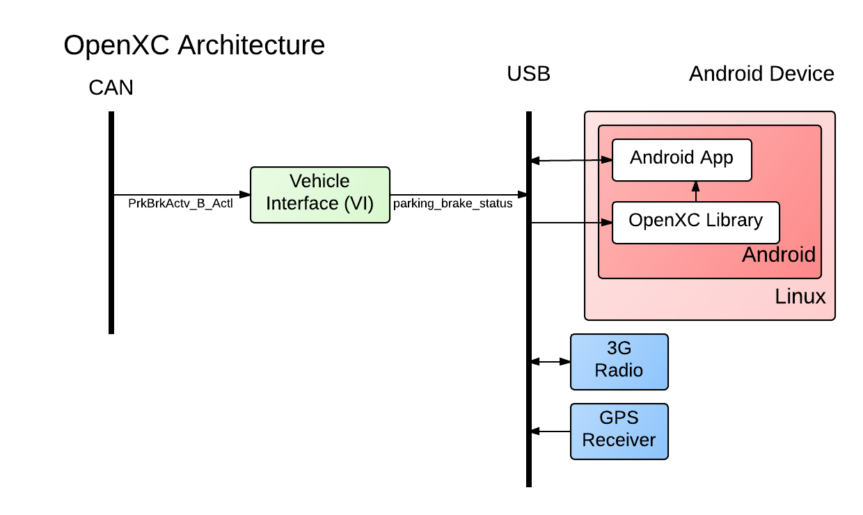 OpenXC Architecture
CAN
USB
Android Device
PrkBrkActv_B_Actl
Vehicle
Interface (VI)
parking_brake_status
Android App
OpenXC Library
Android
Linux
3G
Radio
GPS
Receiver